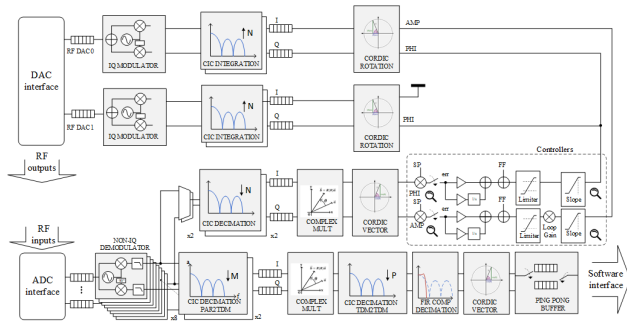 DAC
interface
RF DAC0
IQ MODULATOR
N
CIC INTEGRATION
I
Q
CORDIC
ROTATION
AMP
PHI
RF DAC1
IQ MODULATOR
N
CIC INTEGRATION
I
Q
CORDIC
ROTATION
PHI
RF
outputs
Controllers
N
CIC DECIMATION
x2
I
Q
x2
COMPLEX
MULT
CORDIC
VECTOR
SP
PHI
SP
AMP
err
err
FF
FF
Limiter
Slope
Limiter
Loop
Gain
Slope
RF
inputs
ADC
interface
NON-IQ
DEMODULATOR
x8
M
CIC DECIMATION
PAR2TDM
x2
I
Q
COMPLEX
MULT
P
CIC DECIMATION
TDM2TDM
FIR COMP
DECIMATION
CORDIC
VECTOR
PING PONG
BUFFER
Software
interface